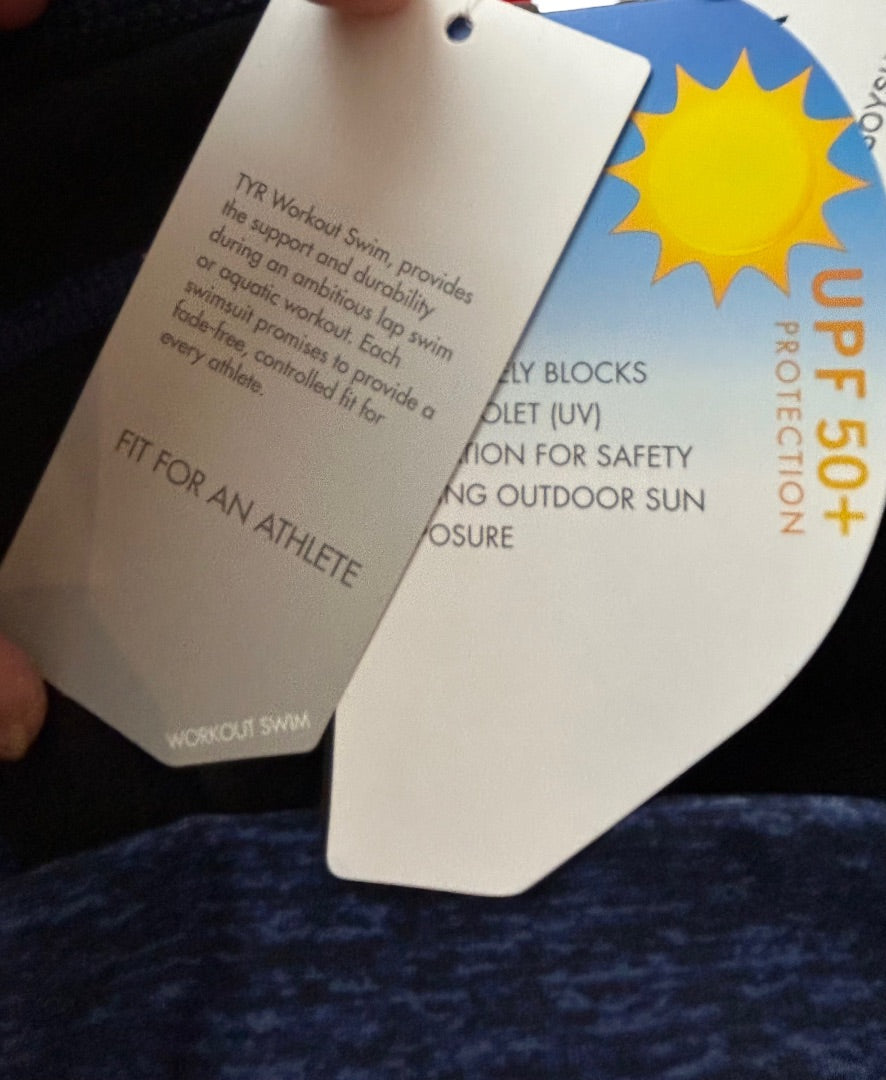 TYR Workout Swim, provides
the support and durability
during an ambitious lap swim
or aquatic workout. Each
swimsuit promises to provide a
fade-free, controlled fit for
every athlete.
FIT FOR AN ATHLETE
WORKOUT SWIM
UPF 50+
PROTECTION
BLOCKS
(UV)
FOR SAFETY
OUTDOOR SUN